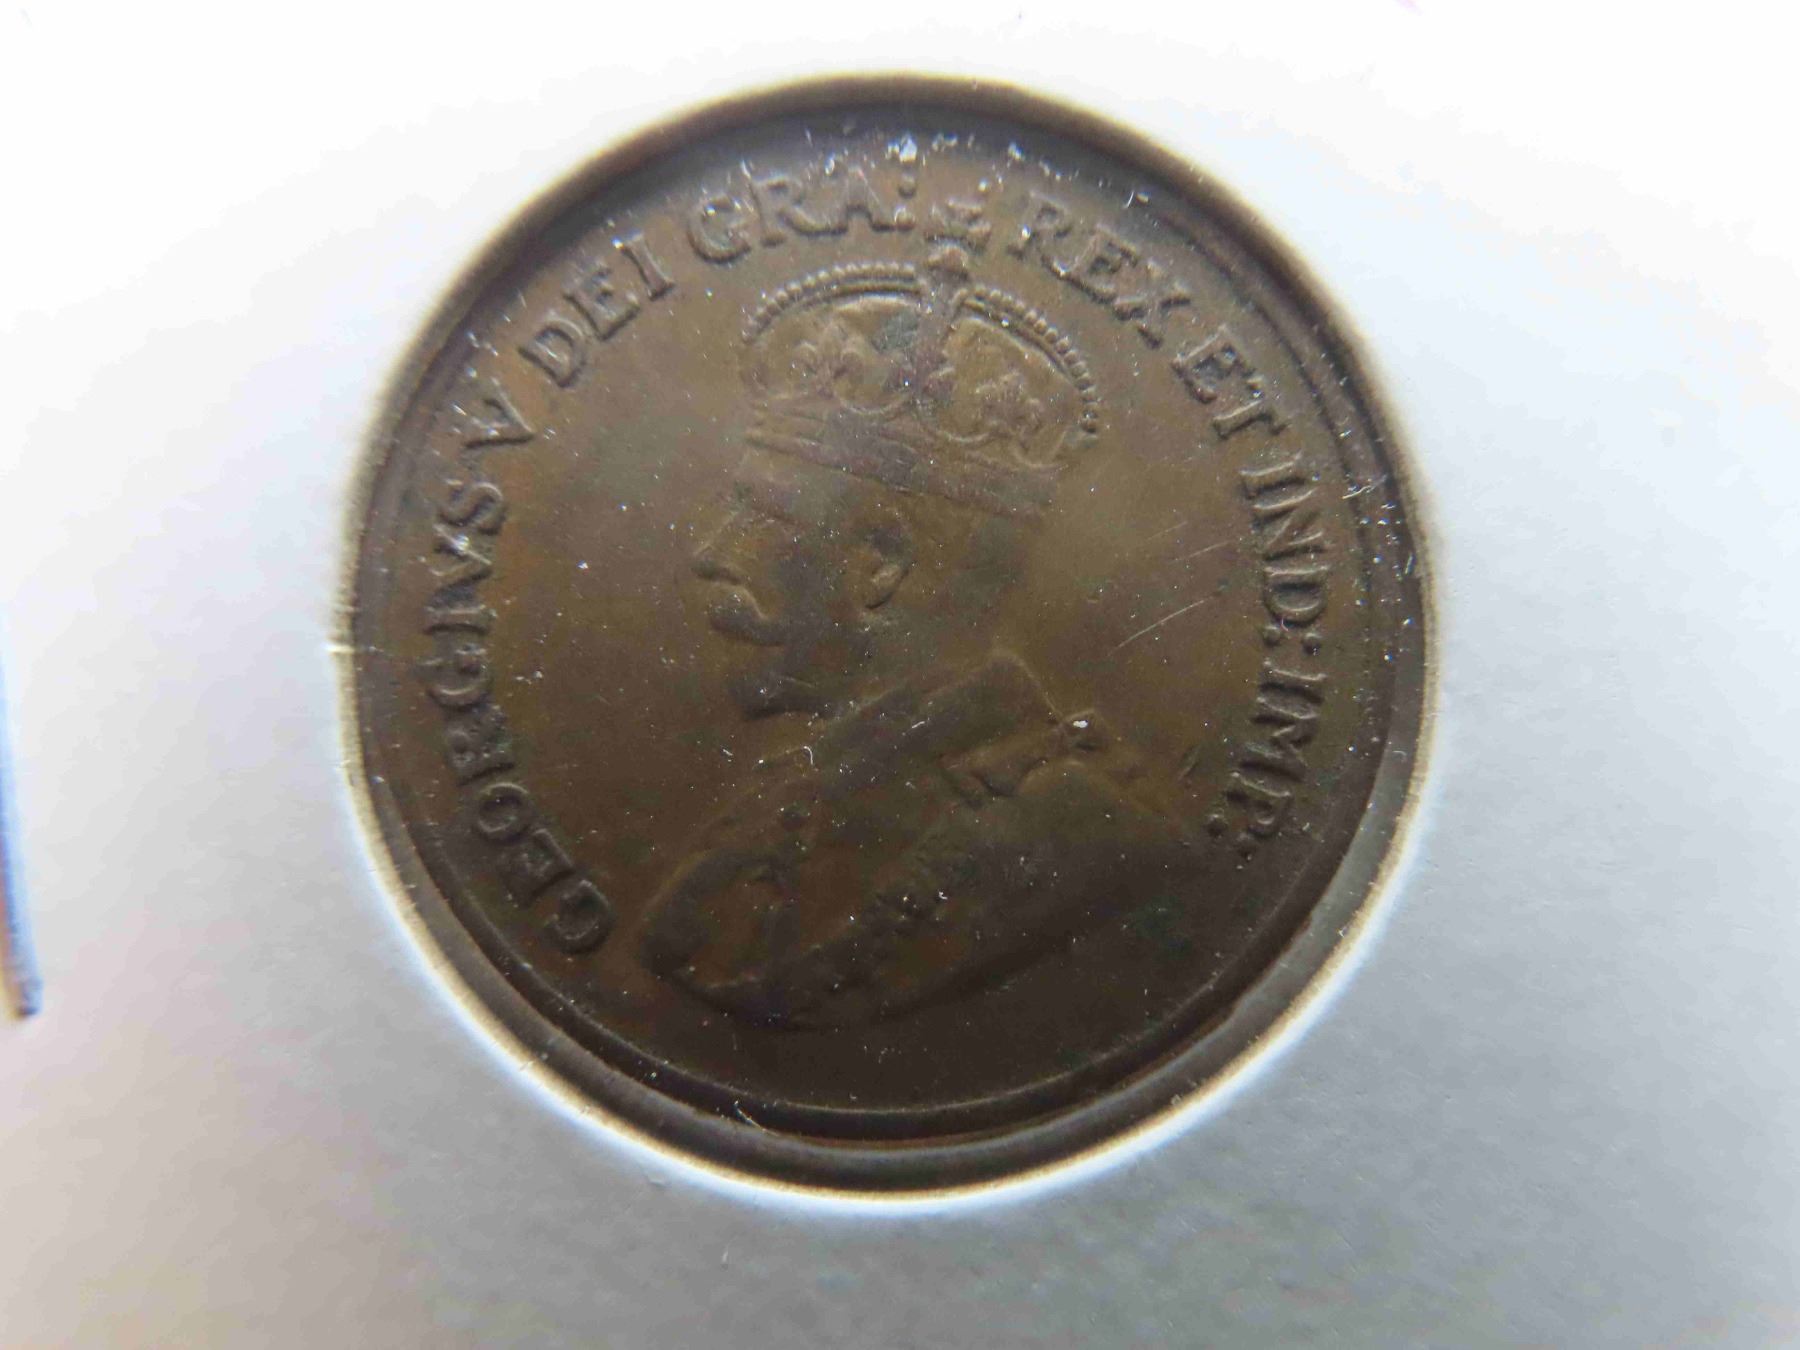 GEORGIVS V DEI GRA: REX ET IND: IMP: